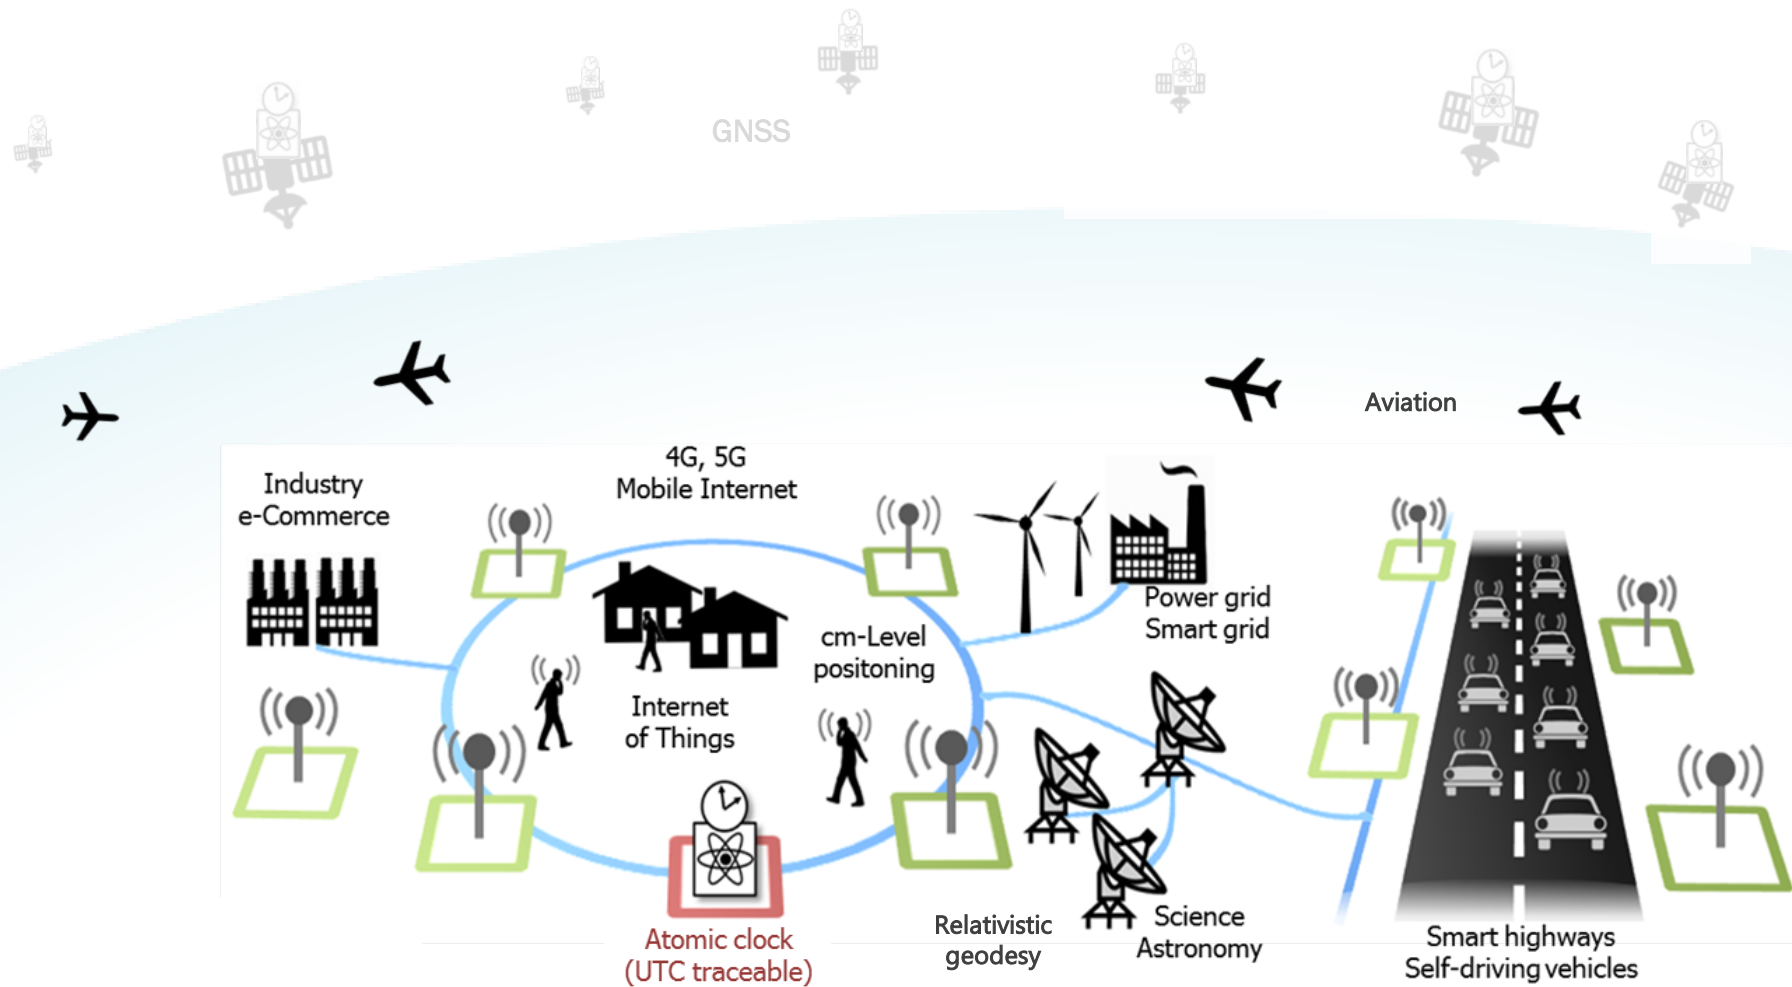 GNSS
Aviation
4G, 5G
Mobile Internet
Industry
e-Commerce
Power grid
Smart grid
cm-Level
positoning
Internet
of Things
Atomic clock
(UTC traceable)
Relativistic
geodesy
Science
Astronomy
Smart highways
Self-driving vehicles